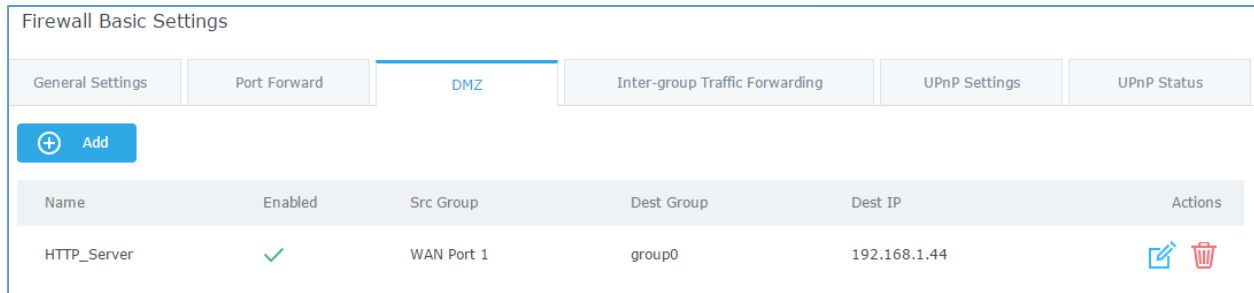 Firewall Basic Settings
General Settings Port Forward DMZ Inter-group Traffic Forwarding UPnP Settings UPnP Status
Add
Name Enabled Src Group Dest Group Dest IP Actions
HTTP_Server WAN Port 1 group0 192.168.1.44